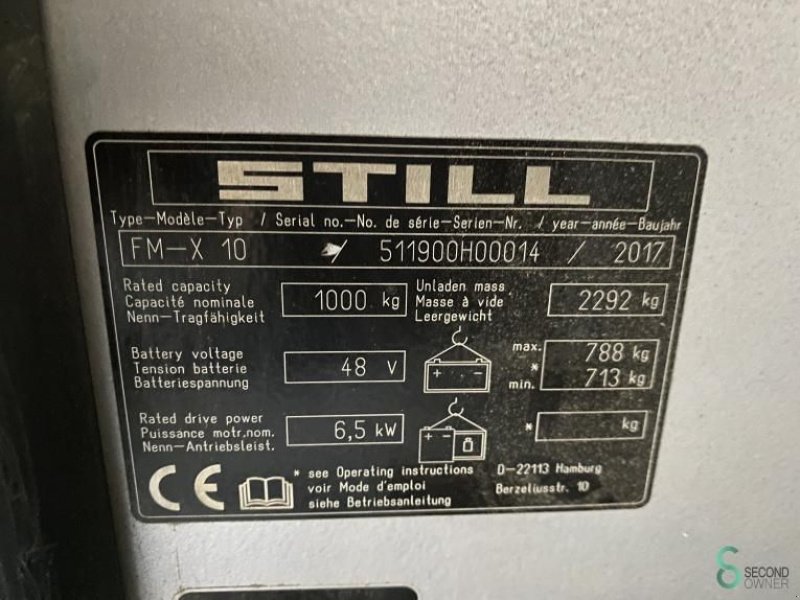 STILL
Type-Modèle-Typ / Serial no.-No. de série-Serien-Nr. / year-année-Baujahr
FM-X 10 / 511900H00014 / 2017
Rated capacity
Capacité nominale
Nenn-Tragfähigkeit
1000 kg
Unladen mass
Masse à vide
Leergewicht
2292 kg
Battery voltage
Tension batterie
Batteriespannung
48 V
+ -
max. 788 kg
*
min. 713 kg
Rated drive power
Puissance motr.nom.
Nenn-Antriebsleist.
6,5 kW
- +
* kg
CE
* see Operating instructions
voir Mode d'emploi
siehe Betriebsanleitung
D-22113 Hamburg
Berzeliusstr. 10
SECOND
OWNER